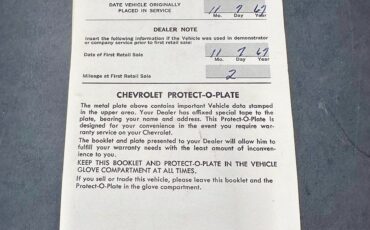 DATE VEHICLE ORIGINALLY
PLACED IN SERVICE
11 7 67
Mo. Day Year
DEALER NOTE
Insert the following information if the Vehicle was used in demonstrator
or company service prior to first retail sale:
Date of First Retail Sale
11 7 67
Mo. Day Year
Mileage at First Retail Sale
2
CHEVROLET PROTECT-O-PLATE
The metal plate above contains important Vehicle data stamped
in the upper area. Your Dealer has affixed special tape to the
plate, bearing your name and address. This Protect-O-Plate is
designed for your convenience in the event you require war-
ranty service on your Chevrolet.
The booklet and plate presented to your Dealer will allow him to
fulfill your warranty needs with the least amount of inconven-
ience to you.
KEEP THIS BOOKLET AND PROTECT-O-PLATE IN THE VEHICLE
GLOVE COMPARTMENT AT ALL TIMES.
If you sell or trade this vehicle, please leave this booklet and the
Protect-O-Plate in the glove compartment.